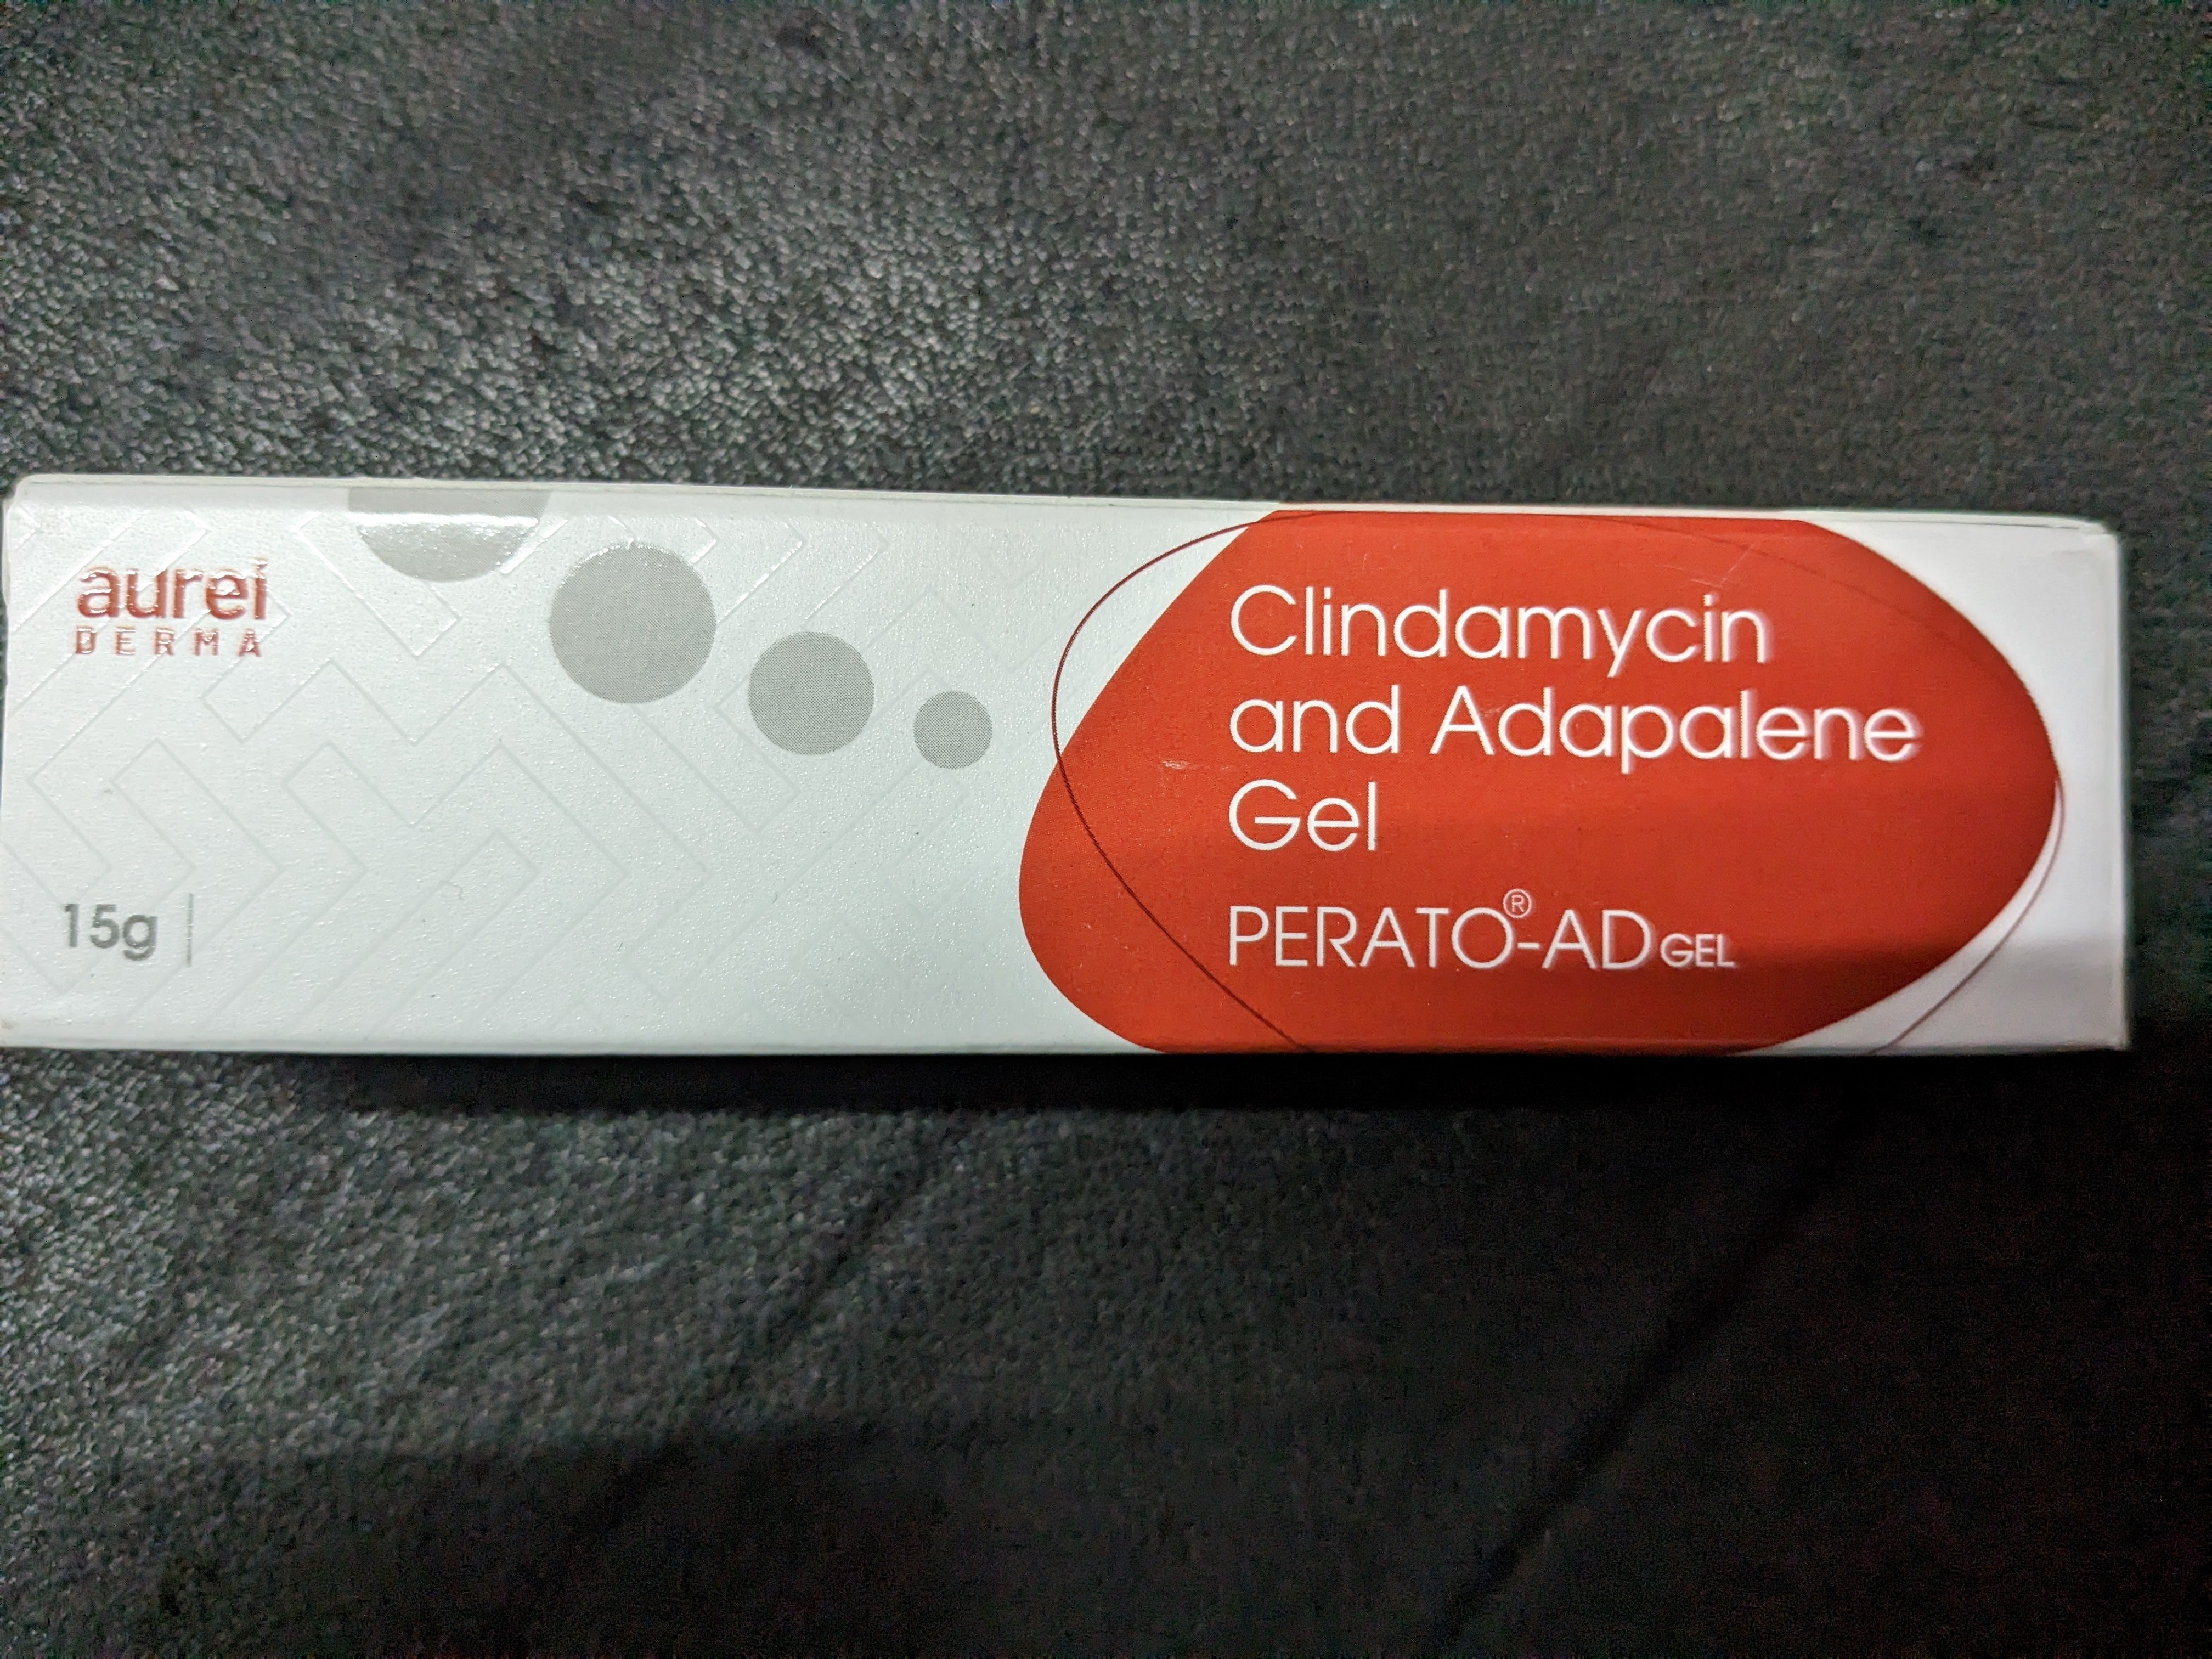 aurei
DERMA
15g
Clindamycin
and Adapalene
Gel
PERATO®-AD GEL